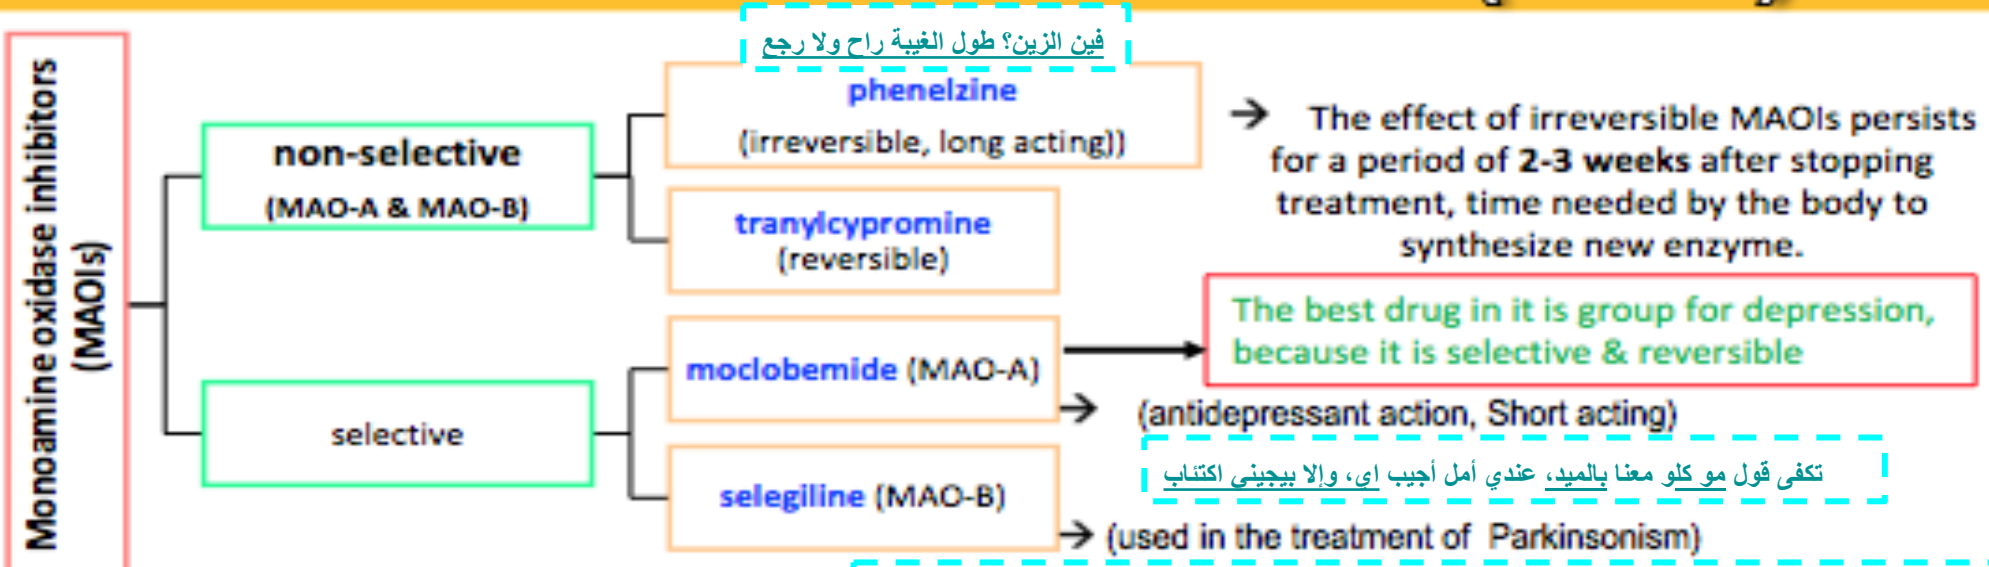 Monoamine oxidase inhibitors
(MAOIs)
non-selective
(MAO-A & MAO-B)
selective
فين الزين؟ طول الغيبة راح ولا رجع
phenelzine
(irreversible, long acting))
tranylcypromine
(reversible)
moclobemide (MAO-A)
selegiline (MAO-B)
→ The effect of irreversible MAOIs persists
for a period of 2-3 weeks after stopping
treatment, time needed by the body to
synthesize new enzyme.
The best drug in it is group for depression,
because it is selective & reversible
→ (antidepressant action, Short acting)
تكفى قول مو كلو معنا بالميد، عندي أمل أجيب اي، وإلا بيجيني اكتئاب
→ (used in the treatment of Parkinsonism)